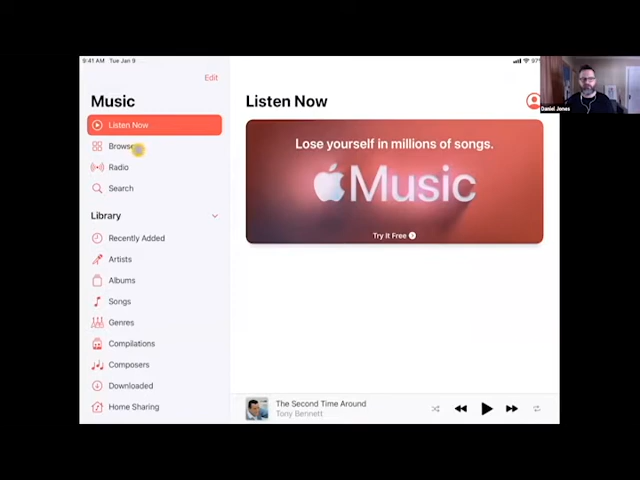 9:41 AM Tue Jan 9
97%
Edit
Music
Listen Now
Browse
Radio
Search
Library
Recently Added
Artists
Albums
Songs
Genres
Compilations
Composers
Downloaded
Home Sharing
Listen Now
Lose yourself in millions of songs.
Music
Try It Free
The Second Time Around
Tony Bennett
Daniel Jones